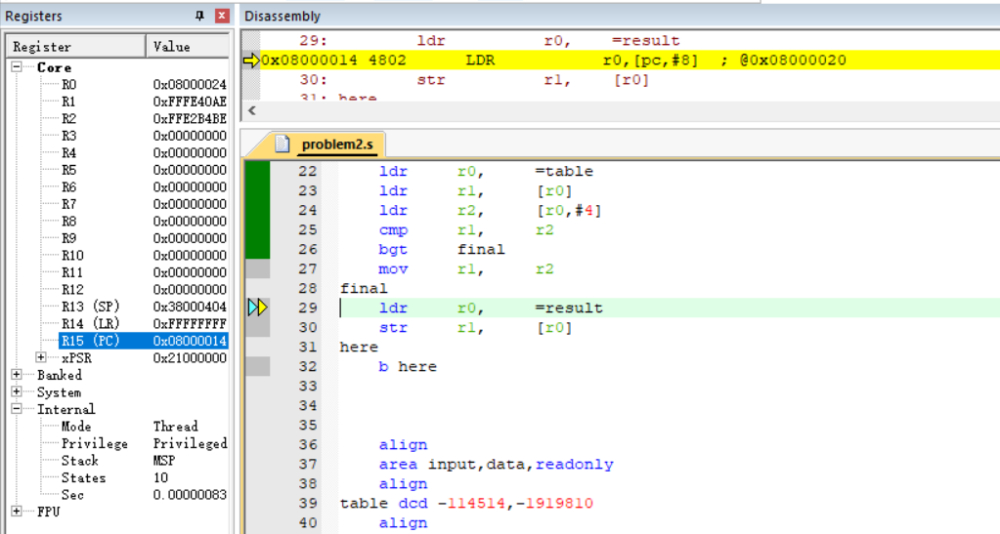 Registers
Register Value
Core
R0 0x08000024
R1 0xFFFE40AE
R2 0xFFE2B4BE
R3 0x00000000
R4 0x00000000
R5 0x00000000
R6 0x00000000
R7 0x00000000
R8 0x00000000
R9 0x00000000
R10 0x00000000
R11 0x00000000
R12 0x00000000
R13 (SP) 0x38000404
R14 (LR) 0xFFFFFFFF
R15 (PC) 0x08000014
xPSR 0x21000000
Banked
System
Internal
Mode Thread
Privilege Privileged
Stack MSP
States 10
Sec 0.00000083
FPU
Disassembly
29: ldr r0, =result
0x08000014 4802 LDR r0,[pc,#8] ; @0x08000020
30: str r1, [r0]
31: here
problem2.s
22 ldr r0, =table
23 ldr r1, [r0]
24 ldr r2, [r0,#4]
25 cmp r1, r2
26 bgt final
27 mov r1, r2
28 final
29 ldr r0, =result
30 str r1, [r0]
31 here
32 b here
33
34
35
36 align
37 area input,data,readonly
38 align
39 table dcd -114514,-1919810
40 align